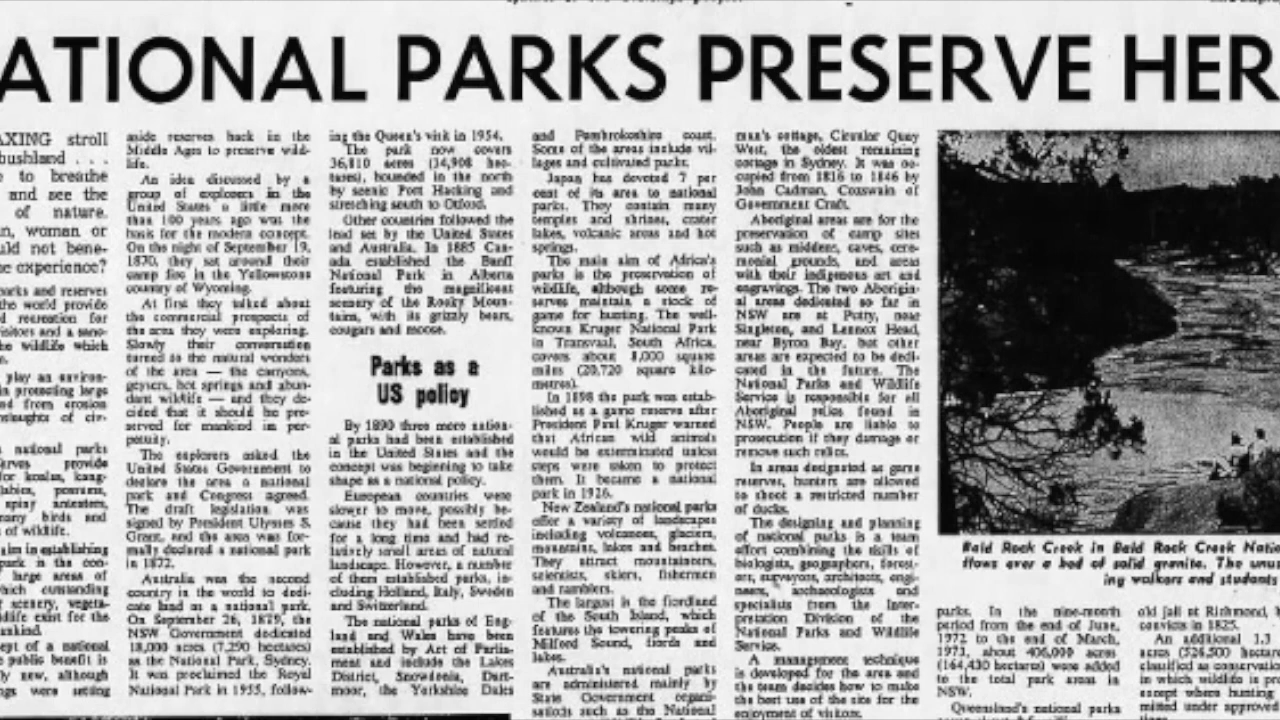 ATIONAL PARKS PRESERVE HER
AXING stroll
bushland . . .
to breathe
and see the
of nature.
n, woman or
uld not bene-
e experience?
parks and reserves
the world provide
d recreation for
isitors and a sanc-
he wildlife which
play an environ-
in protecting large
nd from erosion
nslaughts of civ-
national parks
erves provide
for koalas, kang-
labies, possums,
spiny anteaters,
many birds and
of wildlife.
aim in establishing
park is the con-
large areas of
which outstanding
scenery, vegeta-
ldlife exist for the
ankind.
ept of a national
public benefit is
ly new, although
ngs were setting
aside reserves back in the
Middle Ages to preserve wild-
life.
An idea discussed by a
group of explorers in the
United States a little more
than 100 years ago was the
basis for the modern concept.
On the night of September 19,
1870, they sat around their
camp fire in the Yellowstone
country of Wyoming.
At first they talked about
the commercial prospects of
the area they were exploring.
Slowly their conversation
turned to the natural wonders
of the area — the canyons,
geysers, hot springs and abun-
dant wildlife — and they de-
cided that it should be pre-
served for mankind in per-
petuity.
The explorers asked the
United States Government to
declare the area a national
park and Congress agreed.
The draft legislation was
signed by President Ulysses S.
Grant, and the area was for-
mally declared a national park
in 1872.
Australia was the second
country in the world to dedi-
cate land as a national park.
On September 26, 1879, the
NSW Government dedicated
18,000 acres (7,290 hectares)
as the National Park, Sydney.
It was proclaimed the Royal
National Park in 1955, follow-
ing the Queen's visit in 1954.
The park now covers
36,810 acres (14,908 hec-
tares), bounded in the north
by scenic Port Hacking and
stretching south to Otford.
Other countries followed the
lead set by the United States
and Australia. In 1885 Can-
ada established the Banff
National Park in Alberta
featuring the magnificent
scenery of the Rocky Moun-
tains, with its grizzly bears,
cougars and moose.
Parks as a
US policy
By 1890 three more nation-
al parks had been established
in the United States and the
concept was beginning to take
shape as a national policy.
European countries were
slower to move, possibly be-
cause they had been settled
for a long time and had re-
latively small areas of natural
landscape. However, a number
of them established parks, in-
cluding Holland, Italy, Sweden
and Switzerland.
The national parks of Eng-
land and Wales have been
established by Act of Parlia-
ment and include the Lakes
District, Snowdonia, Dart-
moor, the Yorkshire Dales
and Pembrokeshire coast.
Some of the areas include vil-
lages and cultivated parks.
Japan has devoted 7 per
cent of its area to national
parks. They contain many
temples and shrines, crater
lakes, volcanic areas and hot
springs.
The main aim of Africa's
parks is the preservation of
wildlife, although some re-
serves maintain a stock of
game for hunting. The well-
known Kruger National Park
in Transvaal, South Africa,
covers about 8,000 square
miles (20,720 square kilo-
metres).
In 1898 the park was estab-
lished as a game reserve after
President Paul Kruger warned
that African wild animals
would be exterminated unless
steps were taken to protect
them. It became a national
park in 1926.
New Zealand's national parks
offer a variety of landscapes
including volcanoes, glaciers,
mountains, lakes and beaches.
They attract mountaineers,
scientists, skiers, fishermen
and ramblers.
The largest is the fiordland
of the South Island, which
features the towering peaks of
Milford Sound, fiords and
lakes.
Australia's national parks
are administered mainly by
State Government organi-
sations such as the National
man's cottage, Circular Quay
West, the oldest remaining
cottage in Sydney. It was oc-
cupied from 1816 to 1846 by
John Cadman, Coxswain of
Government Craft.
Aboriginal areas are for the
preservation of camp sites
such as middens, caves, cere-
monial grounds, and areas
with their indigenous art and
engravings. The two Aborigin-
al areas dedicated so far in
NSW are at Putty, near
Singleton, and Lennox Head,
near Byron Bay, but other
areas are expected to be dedi-
cated in the future. The
National Parks and Wildlife
Service is responsible for all
Aboriginal relics found in
NSW. People are liable to
prosecution if they damage or
remove such relics.
In areas designated as game
reserves, hunters are allowed
to shoot a restricted number
of ducks.
The designing and planning
of national parks is a team
effort combining the skills of
biologists, geographers, forest-
ers, surveyors, architects, engi-
neers, archaeologists and
specialists from the Inter-
pretation Division of the
National Parks and Wildlife
Service.
A management technique
is developed for the area and
the team decides how to make
the best use of the site for the
enjoyment of visitors.
Bald Rock Creek in Bald Rock Creek Natio
flows over a bed of solid granite. The unus
ing walkers and students
parks. In the nine-month
period from the end of June,
1972 to the end of March,
1973, about 406,000 acres
(164,430 hectares) were added
to the total park areas in
NSW.
Queensland's national parks
old jail at Richmond,
convicts in 1825.
An additional 1.3
acres (526,500 hectare
classified as conservation
in which wildlife is pro
except where hunting
mitted under approved